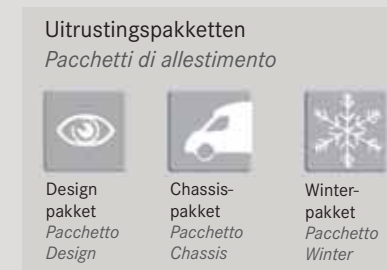 Uitrustingspakketten
Pacchetti di allestimento
Design
pakket
Pacchetto
Design
Chassis-
pakket
Pacchetto
Chassis
Winter-
pakket
Pacchetto
Winter